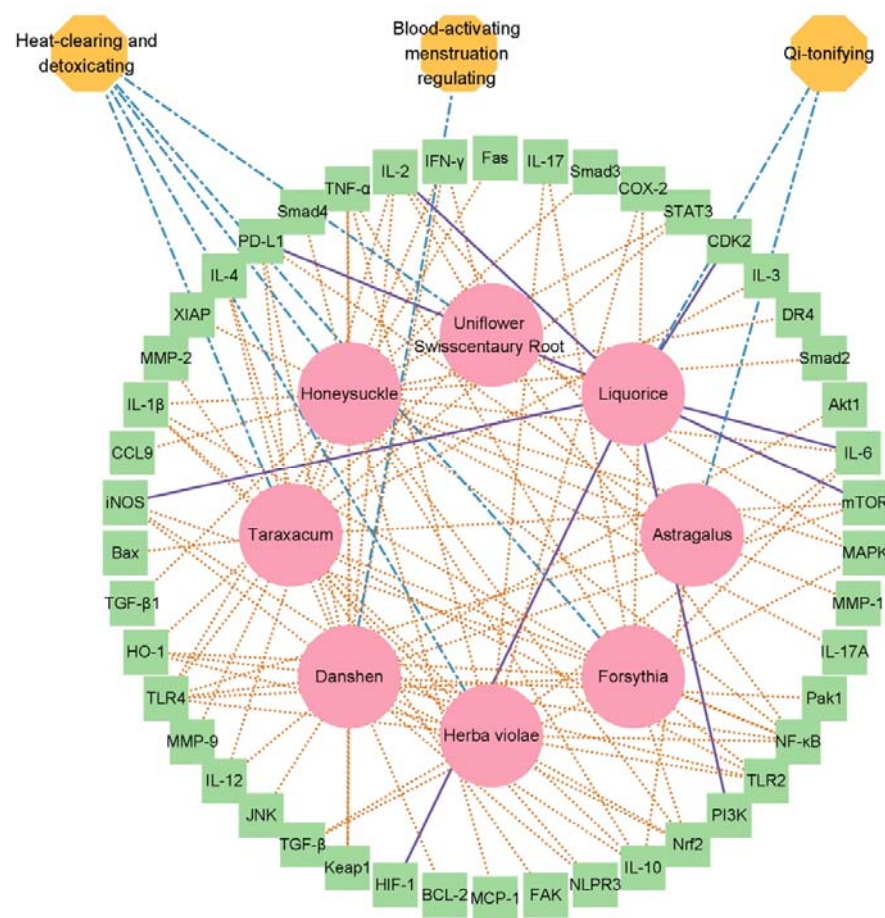 Heat-clearing and
detoxicating
Blood-activating
menstruation
regulating
Qi-tonifying
TNF-α
IL-2
IFN-γ
Fas
IL-17
Smad3
COX-2
STAT3
CDK2
IL-3
DR4
Smad2
Akt1
IL-6
mTOR
MAPK
MMP-1
IL-17A
Pak1
NF-κB
TLR2
PI3K
Nrf2
IL-10
NLPR3
FAK
MCP-1
BCL-2
HIF-1
Keap1
TGF-β
JNK
IL-12
MMP-9
TLR4
HO-1
TGF-β1
Bax
iNOS
CCL9
IL-1β
MMP-2
XIAP
IL-4
PD-L1
Smad4
Uniflower
Swisscentaury Root
Honeysuckle
Liquorice
Taraxacum
Astragalus
Danshen
Forsythia
Herba violae